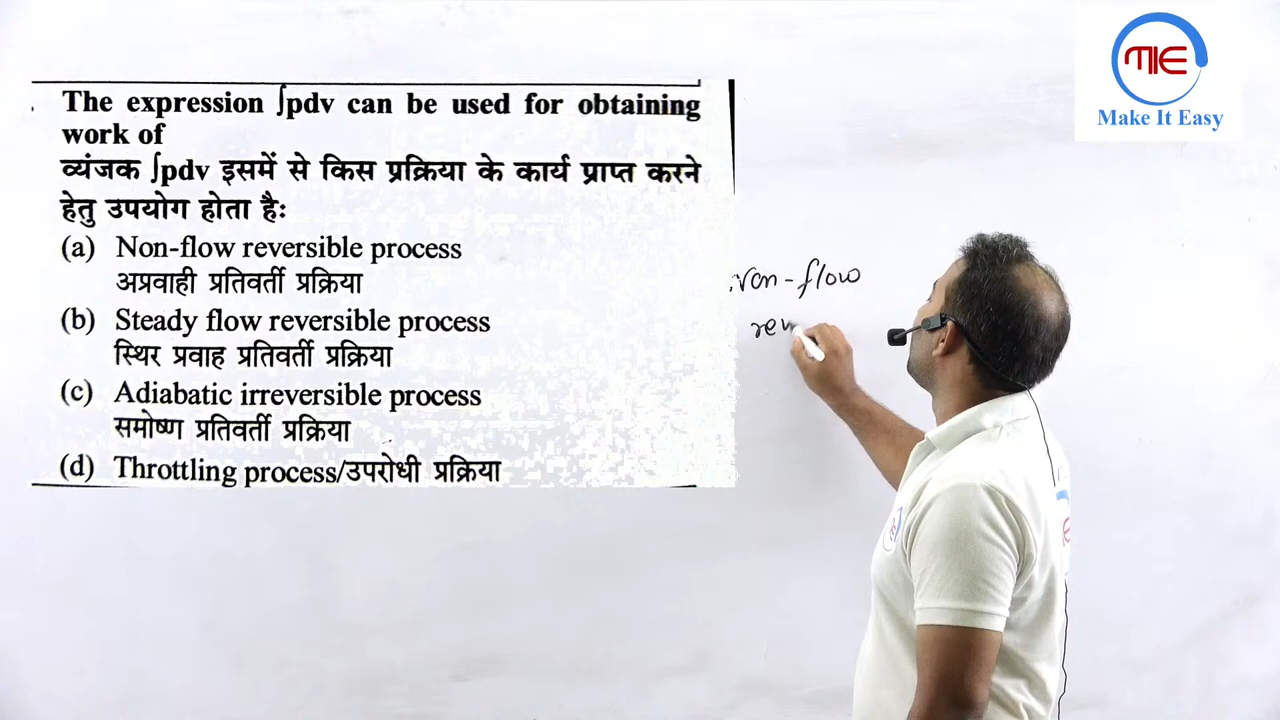 The expression ∫pdv can be used for obtaining
work of
व्यंजक ∫pdv इसमें से किस प्रक्रिया के कार्य प्राप्त करने
हेतु उपयोग होता हैः
(a) Non-flow reversible process
अप्रवाही प्रतिवर्ती प्रक्रिया
(b) Steady flow reversible process
स्थिर प्रवाह प्रतिवर्ती प्रक्रिया
(c) Adiabatic irreversible process
समोष्ण प्रतिवर्ती प्रक्रिया
(d) Throttling process/उपरोधी प्रक्रिया
Non-flow
rev
MIE
Make It Easy